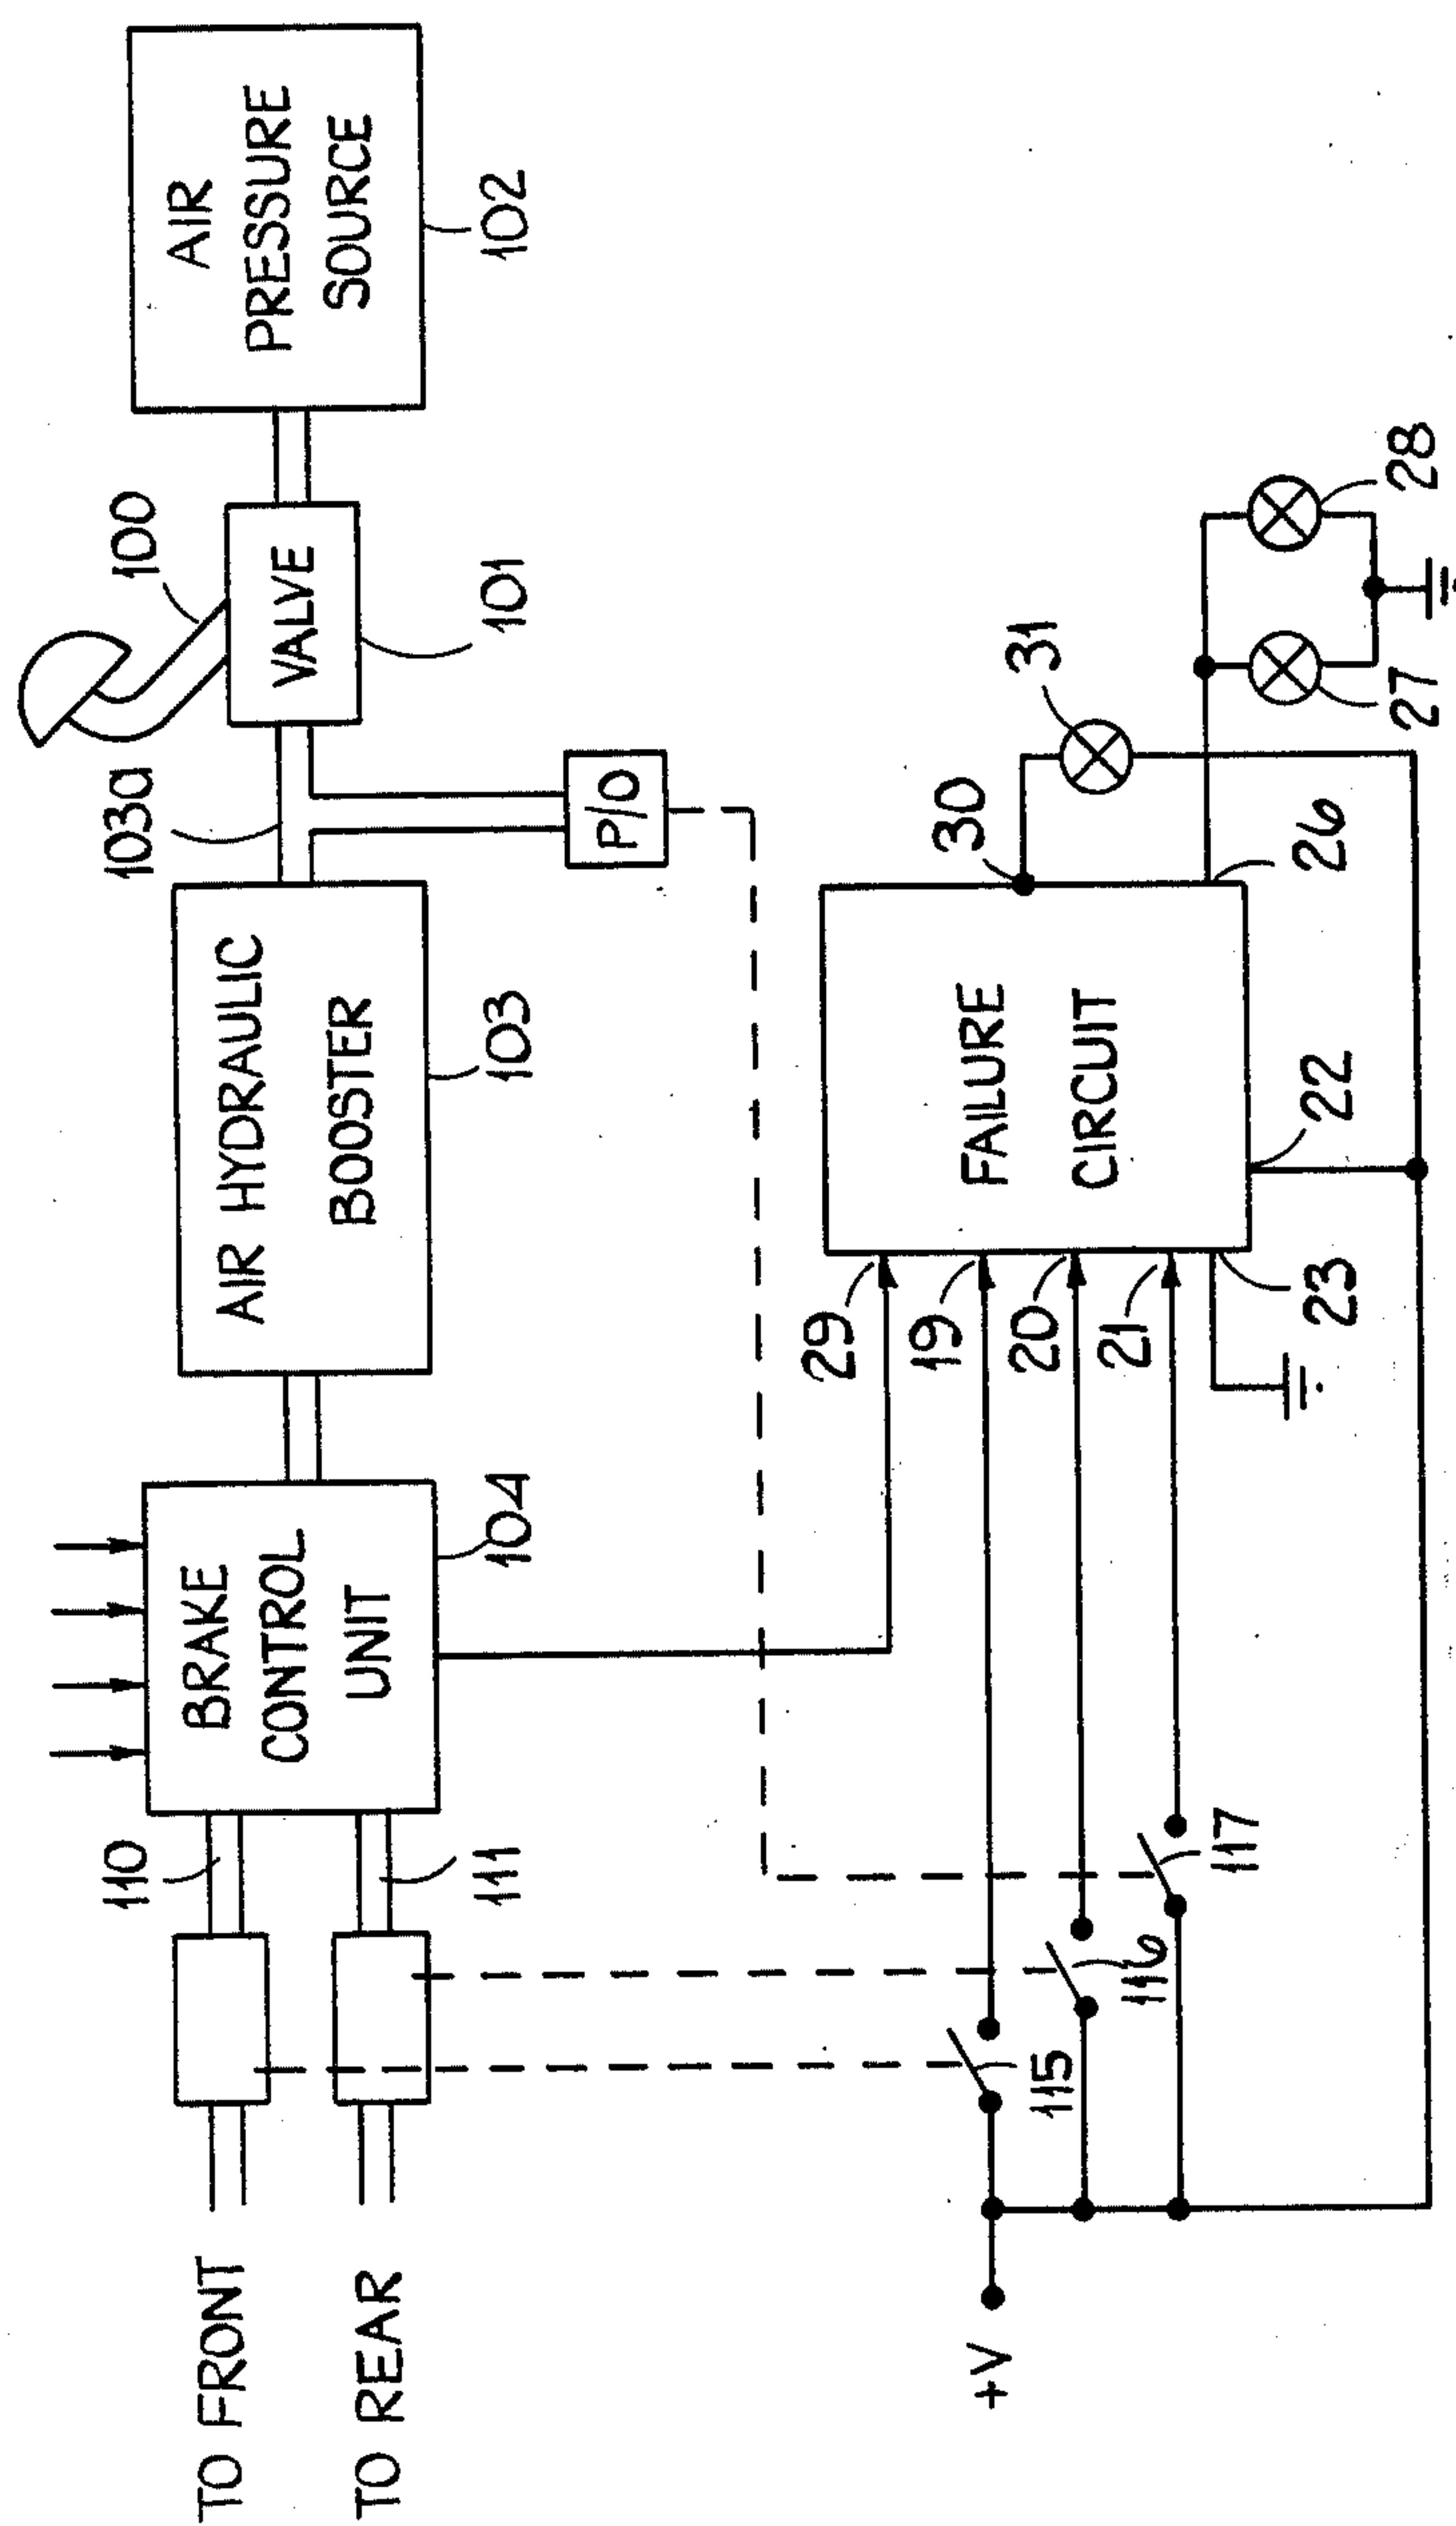 AIR
PRESSURE
SOURCE
102
100
VALVE
101
103a
P/O
AIR HYDRAULIC
BOOSTER
103
BRAKE
CONTROL
UNIT
104
110
111
TO FRONT
TO REAR
31
28
27
30
26
FAILURE
CIRCUIT
22
23
29
19
20
21
117
116
115
+V